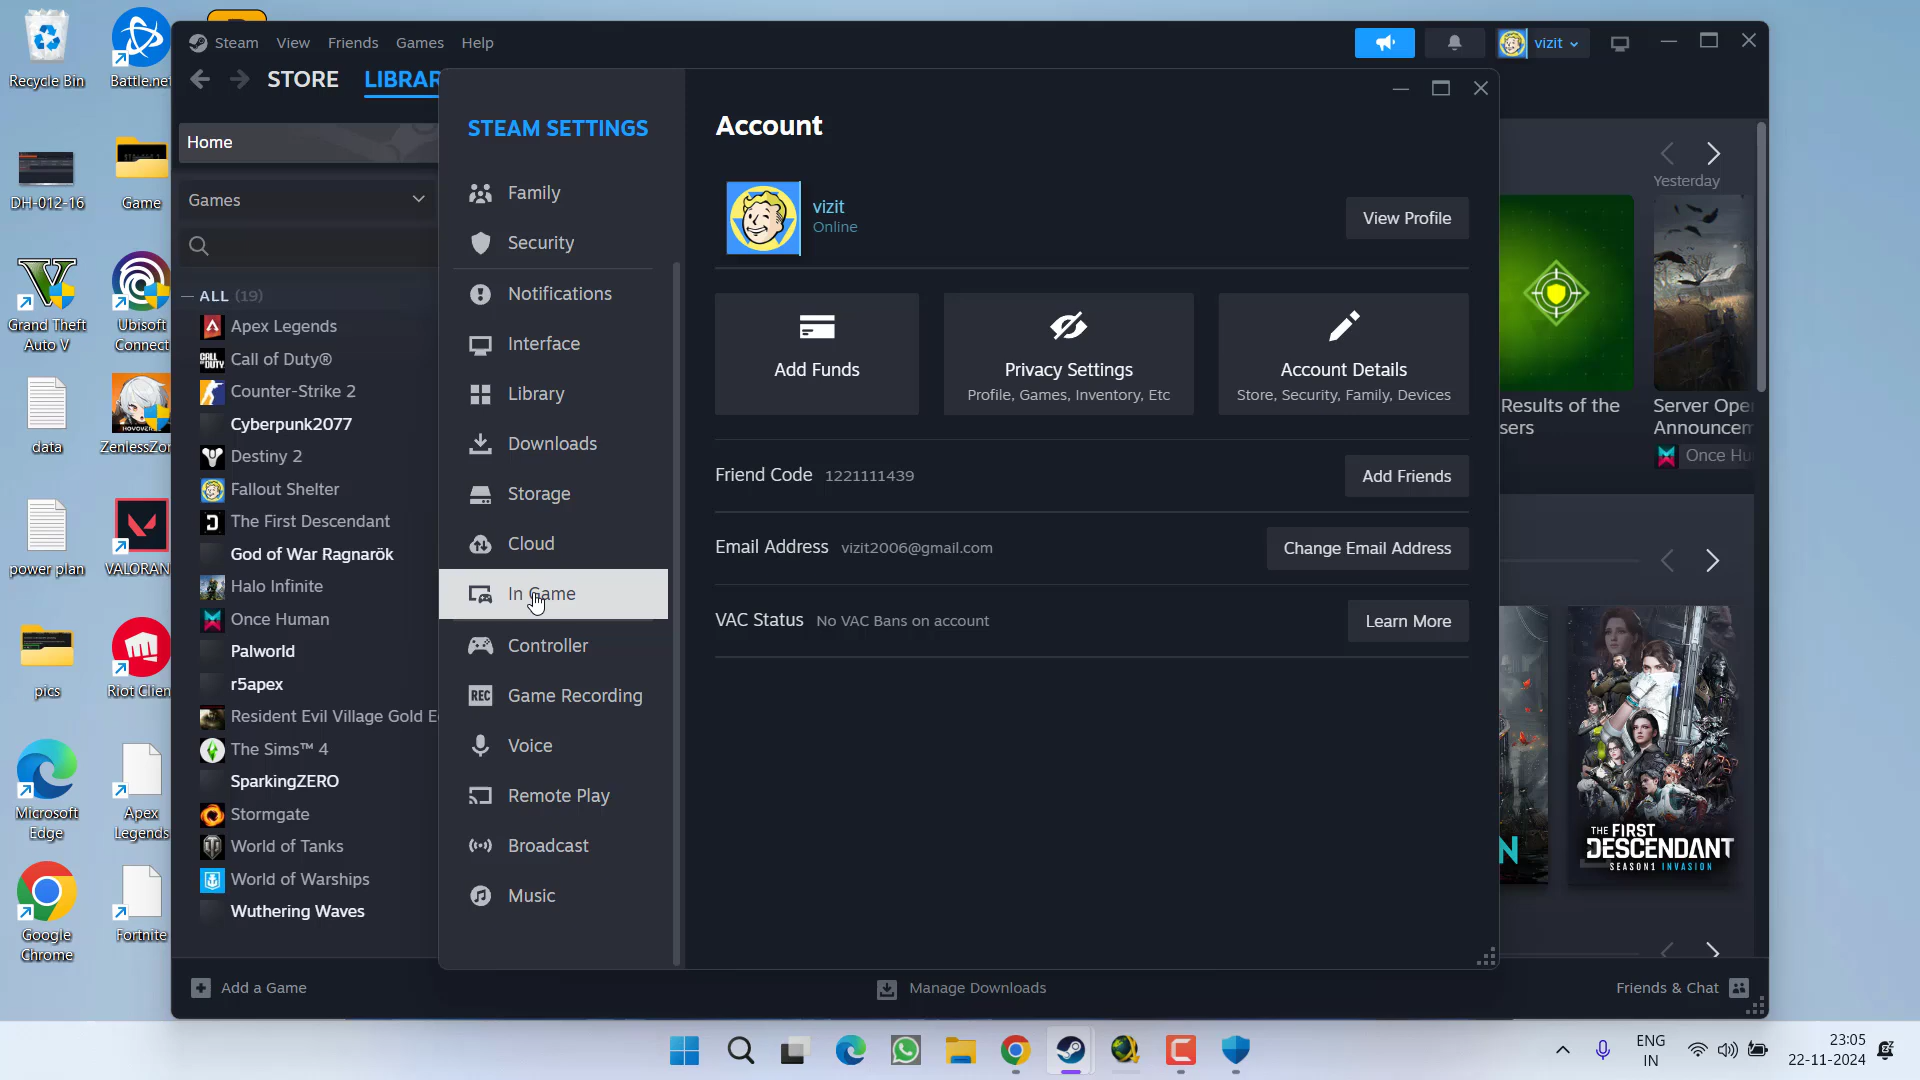 Recycle Bin
Battle.net
DH-012-16
Game
Grand Theft
Auto V
Ubisoft
Connect
data
ZenlessZon
power plan
VALORAN
pics
Riot Clien
Microsoft
Edge
Apex
Legends
Google
Chrome
Fortnite
Steam View Friends Games Help
vizit
STORE LIBRAR
Home
Games
ALL (19)
Apex Legends
Call of Duty®
Counter-Strike 2
Cyberpunk2077
Destiny 2
Fallout Shelter
The First Descendant
God of War Ragnarök
Halo Infinite
Once Human
Palworld
r5apex
Resident Evil Village Gold E
The Sims™ 4
SparkingZERO
Stormgate
World of Tanks
World of Warships
Wuthering Waves
Add a Game
STEAM SETTINGS
Family
Security
Notifications
Interface
Library
Downloads
Storage
Cloud
In Game
Controller
REC Game Recording
Voice
Remote Play
Broadcast
Music
Account
vizit
Online
View Profile
Add Funds
Privacy Settings
Profile, Games, Inventory, Etc
Account Details
Store, Security, Family, Devices
Friend Code 1221111439
Add Friends
Email Address vizit2006@gmail.com
Change Email Address
VAC Status No VAC Bans on account
Learn More
Yesterday
Results of the
sers
Server Ope
Announcem
Once Hu
THE FIRST
DESCENDANT
SEASON1 INVASION
Manage Downloads
Friends & Chat
ENG
IN
23:05
22-11-2024